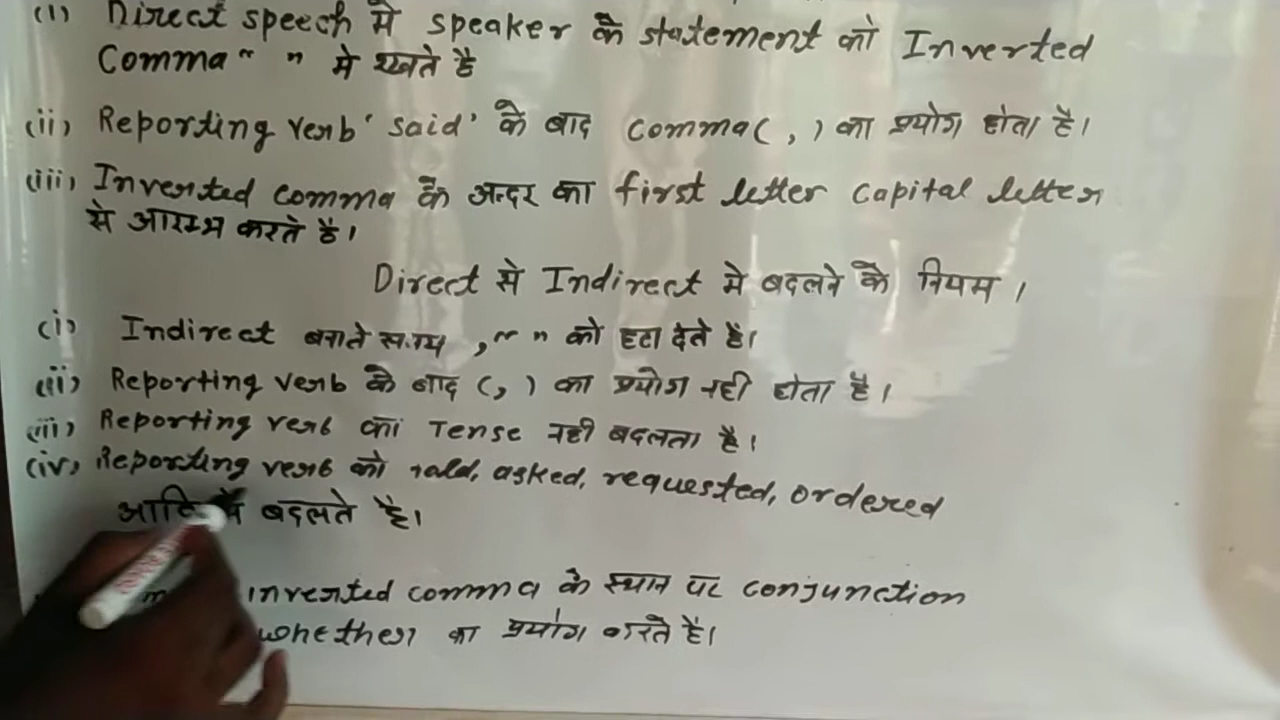 (i) Direct speech मे speaker के statement को Inverted
Comma " " मे रखते है
(ii) Reporting verb 'said' के बाद comma( , ) का प्रयोग होता है।
(iii) Inverted comma के अन्दर का first letter capital letter
से आरम्भ करते है।
Direct से Indirect मे बदलने के नियम ।
(i) Indirect बनाते समय , " " को हटा देते है।
(ii) Reporting verb के बाद ( , ) का प्रयोग नही होता है।
(iii) Reporting verb का Tense नही बदलता है।
(iv) Reporting verb को told, asked, requested, ordered
आदि में बदलते है।
inverted comma के स्थान पर conjunction
whether का प्रयोग करते है।